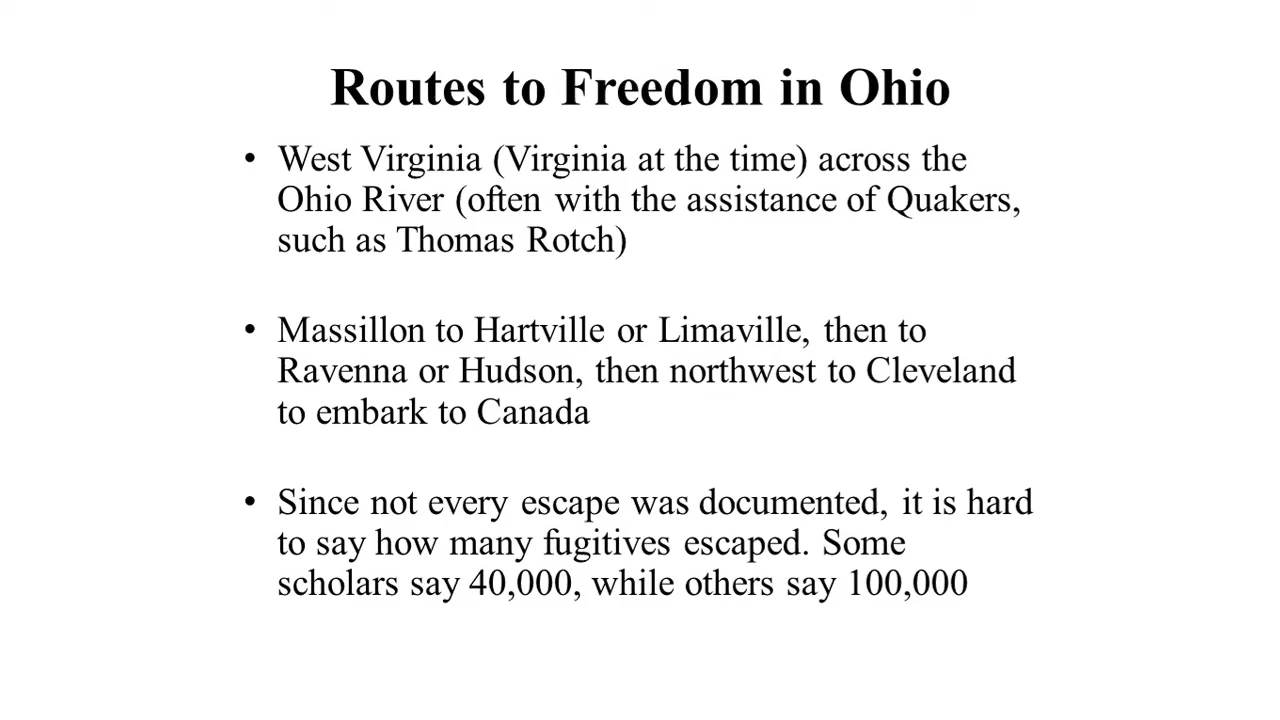 Routes to Freedom in Ohio
• West Virginia (Virginia at the time) across the
Ohio River (often with the assistance of Quakers,
such as Thomas Rotch)
• Massillon to Hartville or Limaville, then to
Ravenna or Hudson, then northwest to Cleveland
to embark to Canada
• Since not every escape was documented, it is hard
to say how many fugitives escaped. Some
scholars say 40,000, while others say 100,000